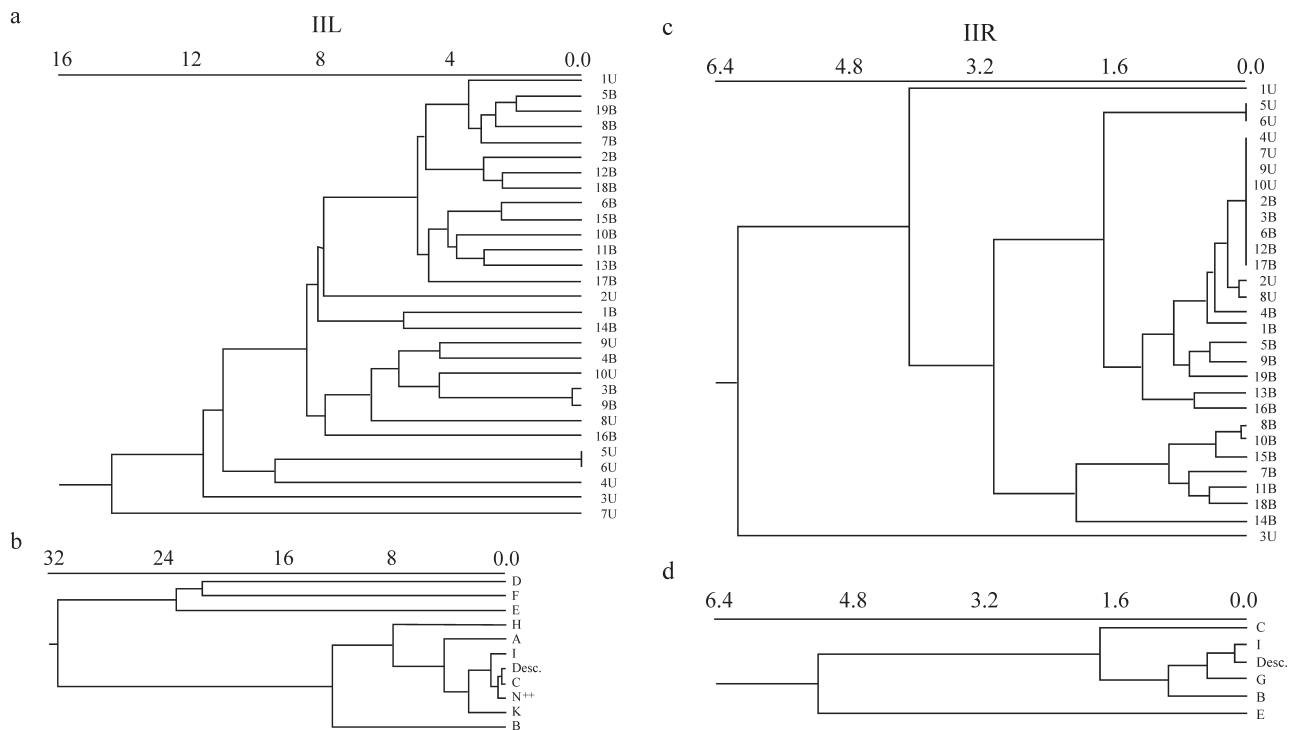 a
IIL
16 12 8 4 0.0
1U
5B
19B
8B
7B
2B
12B
18B
6B
15B
10B
11B
13B
17B
2U
1B
14B
9U
4B
10U
3B
9B
8U
16B
5U
6U
4U
3U
7U
b
32 24 16 8 0.0
D
F
E
H
A
I
Desc.
C
N++
K
B
c
IIR
6.4 4.8 3.2 1.6 0.0
1U
5U
6U
4U
7U
9U
10U
2B
3B
6B
12B
17B
2U
8U
4B
1B
5B
9B
19B
13B
16B
8B
10B
15B
7B
11B
18B
14B
3U
d
6.4 4.8 3.2 1.6 0.0
C
I
Desc.
G
B
E